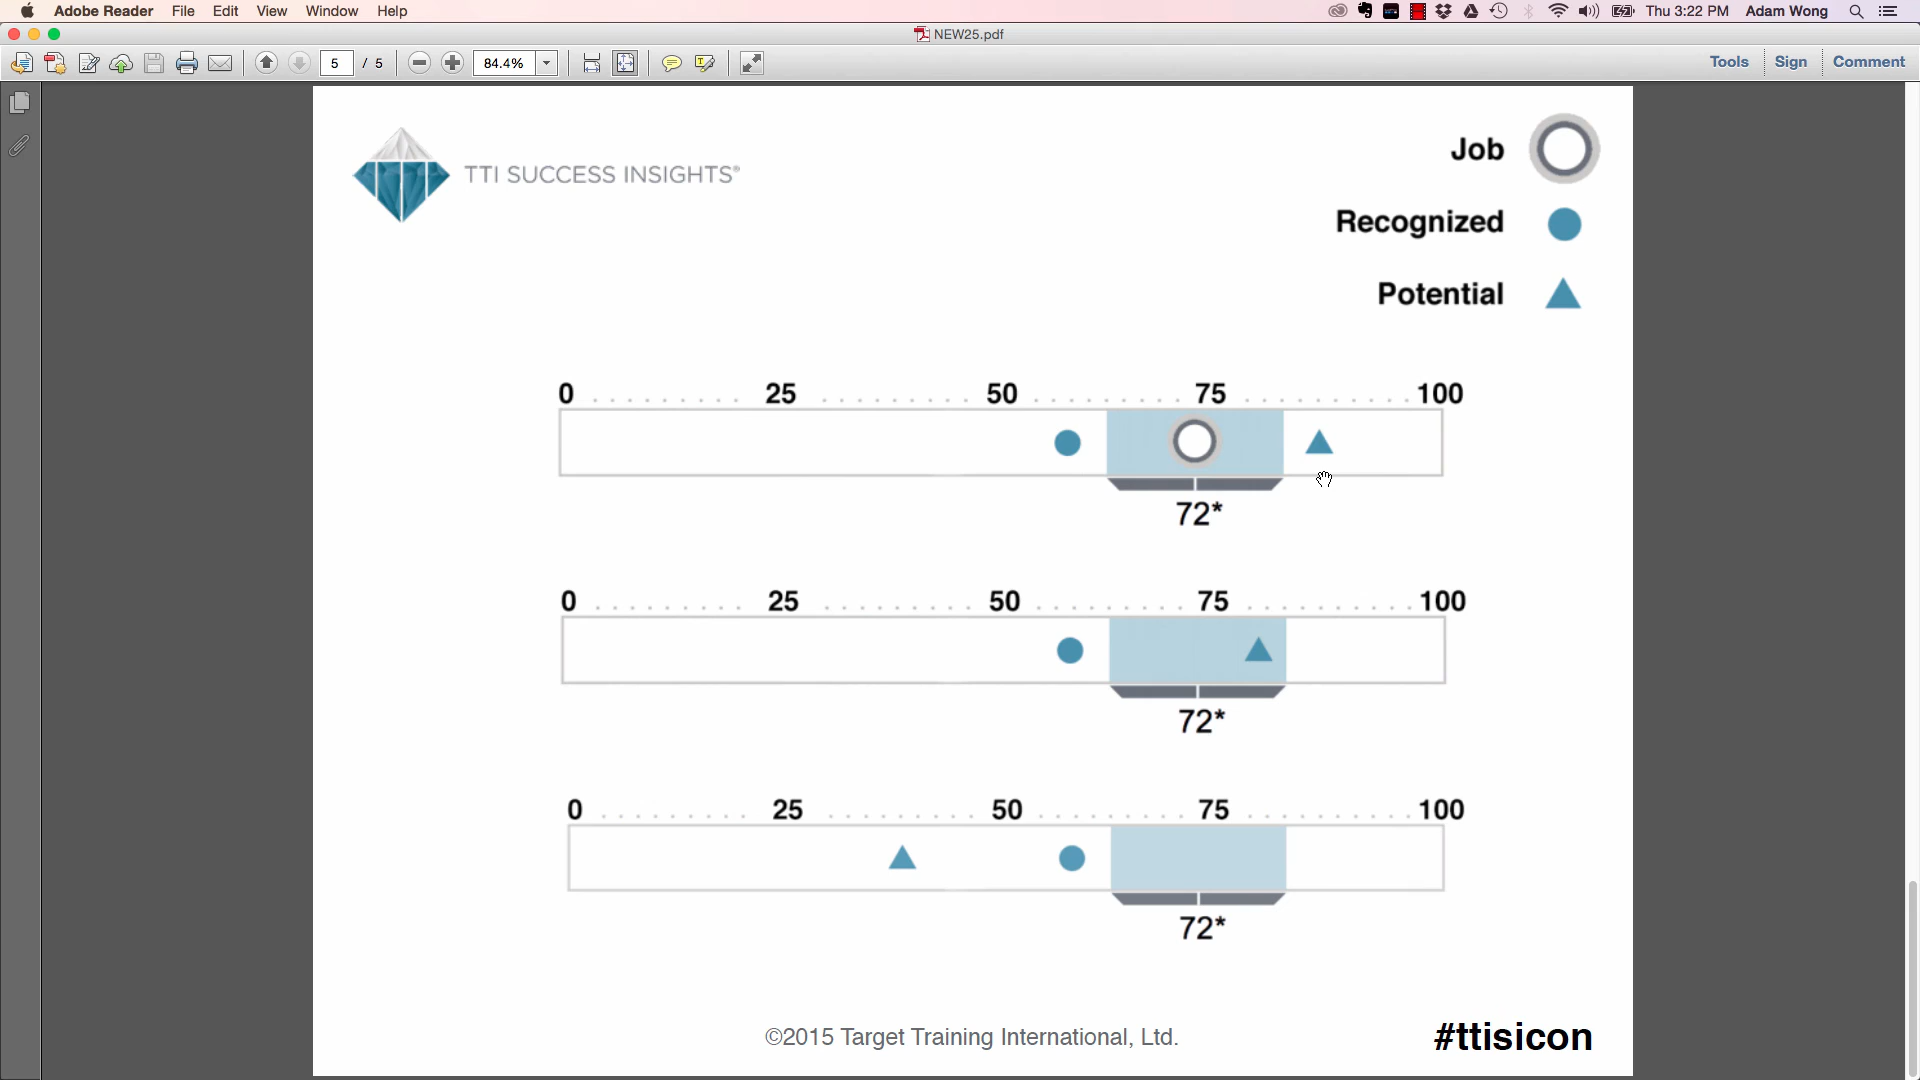 Adobe Reader File Edit View Window Help Thu 3:22 PM Adam Wong
NEW25.pdf
5 / 5 84.4% Tools Sign Comment
TTI SUCCESS INSIGHTS®
Job
Recognized
Potential
0 25 50 75 100
72*
0 25 50 75 100
72*
0 25 50 75 100
72*
©2015 Target Training International, Ltd.
#ttisicon